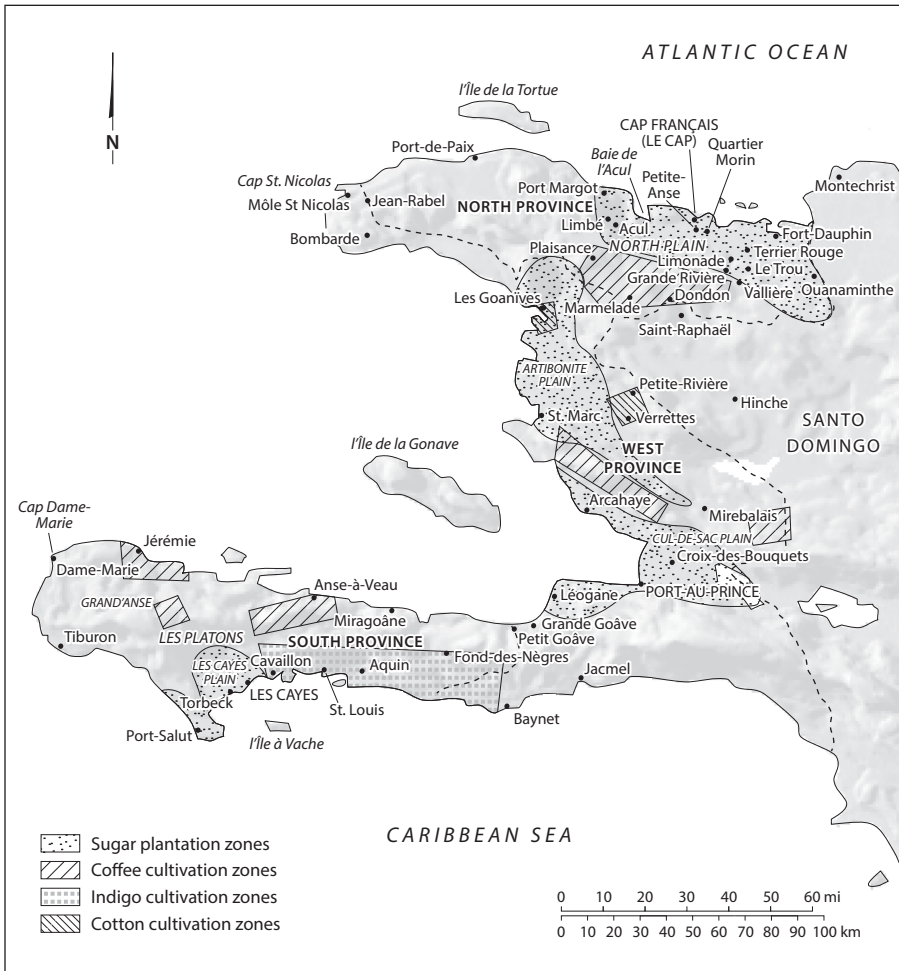 ATLANTIC OCEAN
l'Île de la Tortue
N
CAP FRANÇAIS
(LE CAP)
Quartier
Morin
Port-de-Paix
Baie de
l'Acul
Petite-
Anse
Montechrist
Cap St. Nicolas
Port Margot
Môle St Nicolas
Jean-Rabel
NORTH PROVINCE
Limbé
Acul
Fort-Dauphin
Bombarde
NORTH PLAIN
Plaisance
Terrier Rouge
Limonade
Le Trou
Grande Rivière
Ouanaminthe
Vallière
Les Goanives
Marmelade
Dondon
Saint-Raphaël
ARTIBONITE
PLAIN
Petite-Rivière
Hinche
St. Marc
Verrettes
SANTO
DOMINGO
l'Île de la Gonave
WEST
PROVINCE
Arcahaye
Mirebalais
Cap Dame-
Marie
CUL-DE-SAC PLAIN
Jérémie
Croix-des-Bouquets
Dame-Marie
Anse-à-Veau
Léogane
PORT-AU-PRINCE
GRAND'ANSE
Miragoâne
Grande Goâve
Tiburon
LES PLATONS
SOUTH PROVINCE
Petit Goâve
LES CAYES
PLAIN
Cavaillon
Aquin
Fond-des-Nègres
Jacmel
Torbeck
LES CAYES
St. Louis
Baynet
Port-Salut
l'Île à Vache
CARIBBEAN SEA
Sugar plantation zones
Coffee cultivation zones
Indigo cultivation zones
Cotton cultivation zones
0 10 20 30 40 50 60 mi
0 10 20 30 40 50 60 70 80 90 100 km